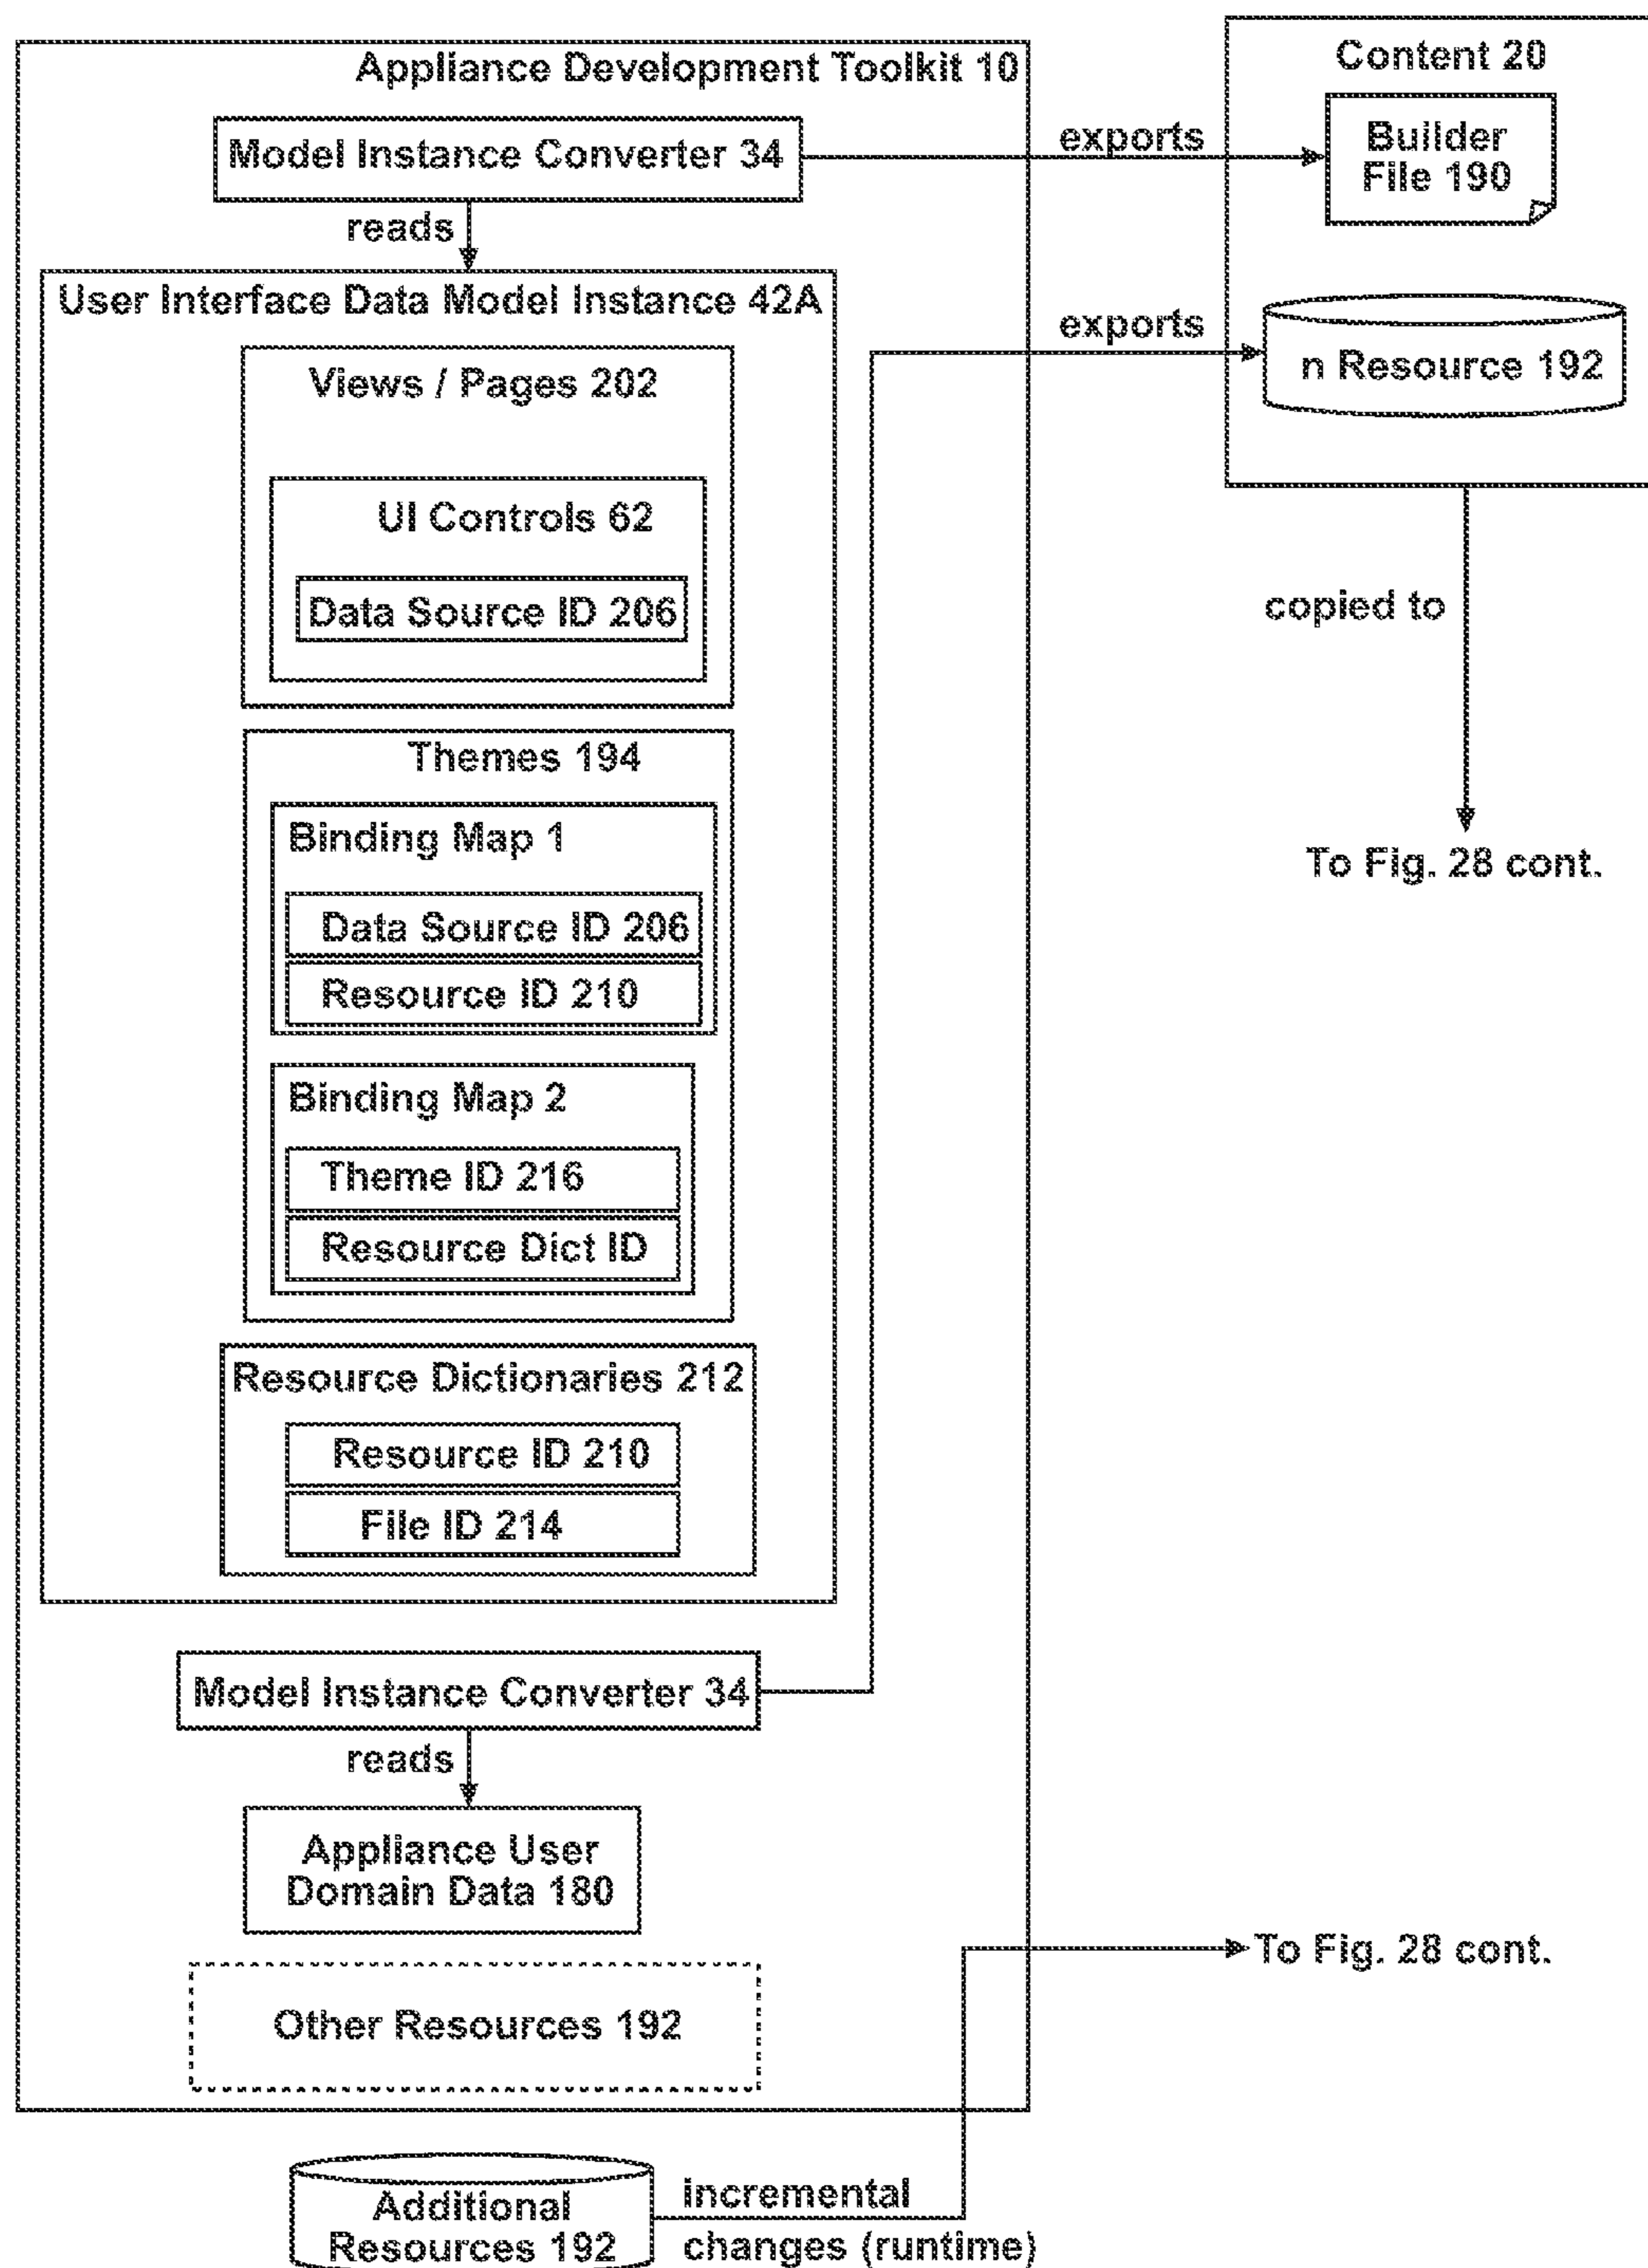 Appliance Development Toolkit 10
Model Instance Converter 34
reads
User Interface Data Model Instance 42A
Views / Pages 202
UI Controls 62
Data Source ID 206
Themes 194
Binding Map 1
Data Source ID 206
Resource ID 210
Binding Map 2
Theme ID 216
Resource Dict ID
Resource Dictionaries 212
Resource ID 210
File ID 214
Model Instance Converter 34
reads
Appliance User
Domain Data 180
Other Resources 192
Additional
Resources 192
incremental
changes (runtime)
exports
exports
Content 20
Builder
File 190
n Resource 192
copied to
To Fig. 28 cont.
To Fig. 28 cont.